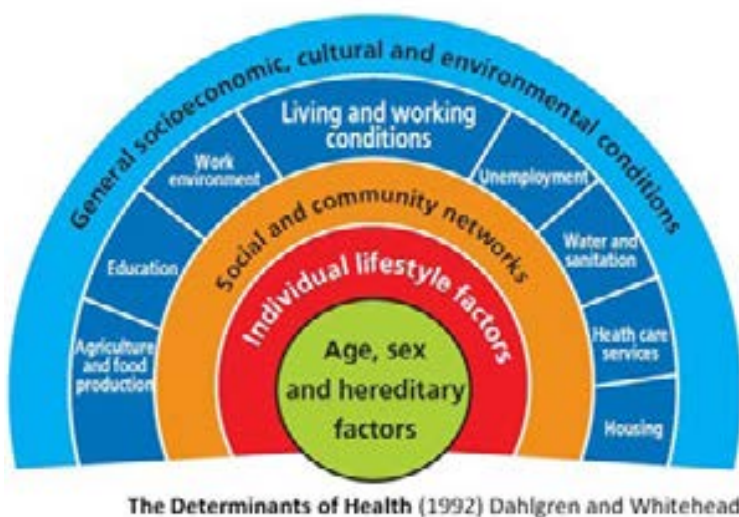 General socioeconomic, cultural and environmental conditions
Living and working
conditions
Work
environment
Unemployment
Education
Water and
sanitation
Agriculture
and food
production
Heath care
services
Housing
Social and community networks
Individual lifestyle factors
Age, sex
and hereditary
factors
The Determinants of Health (1992) Dahlgren and Whitehead